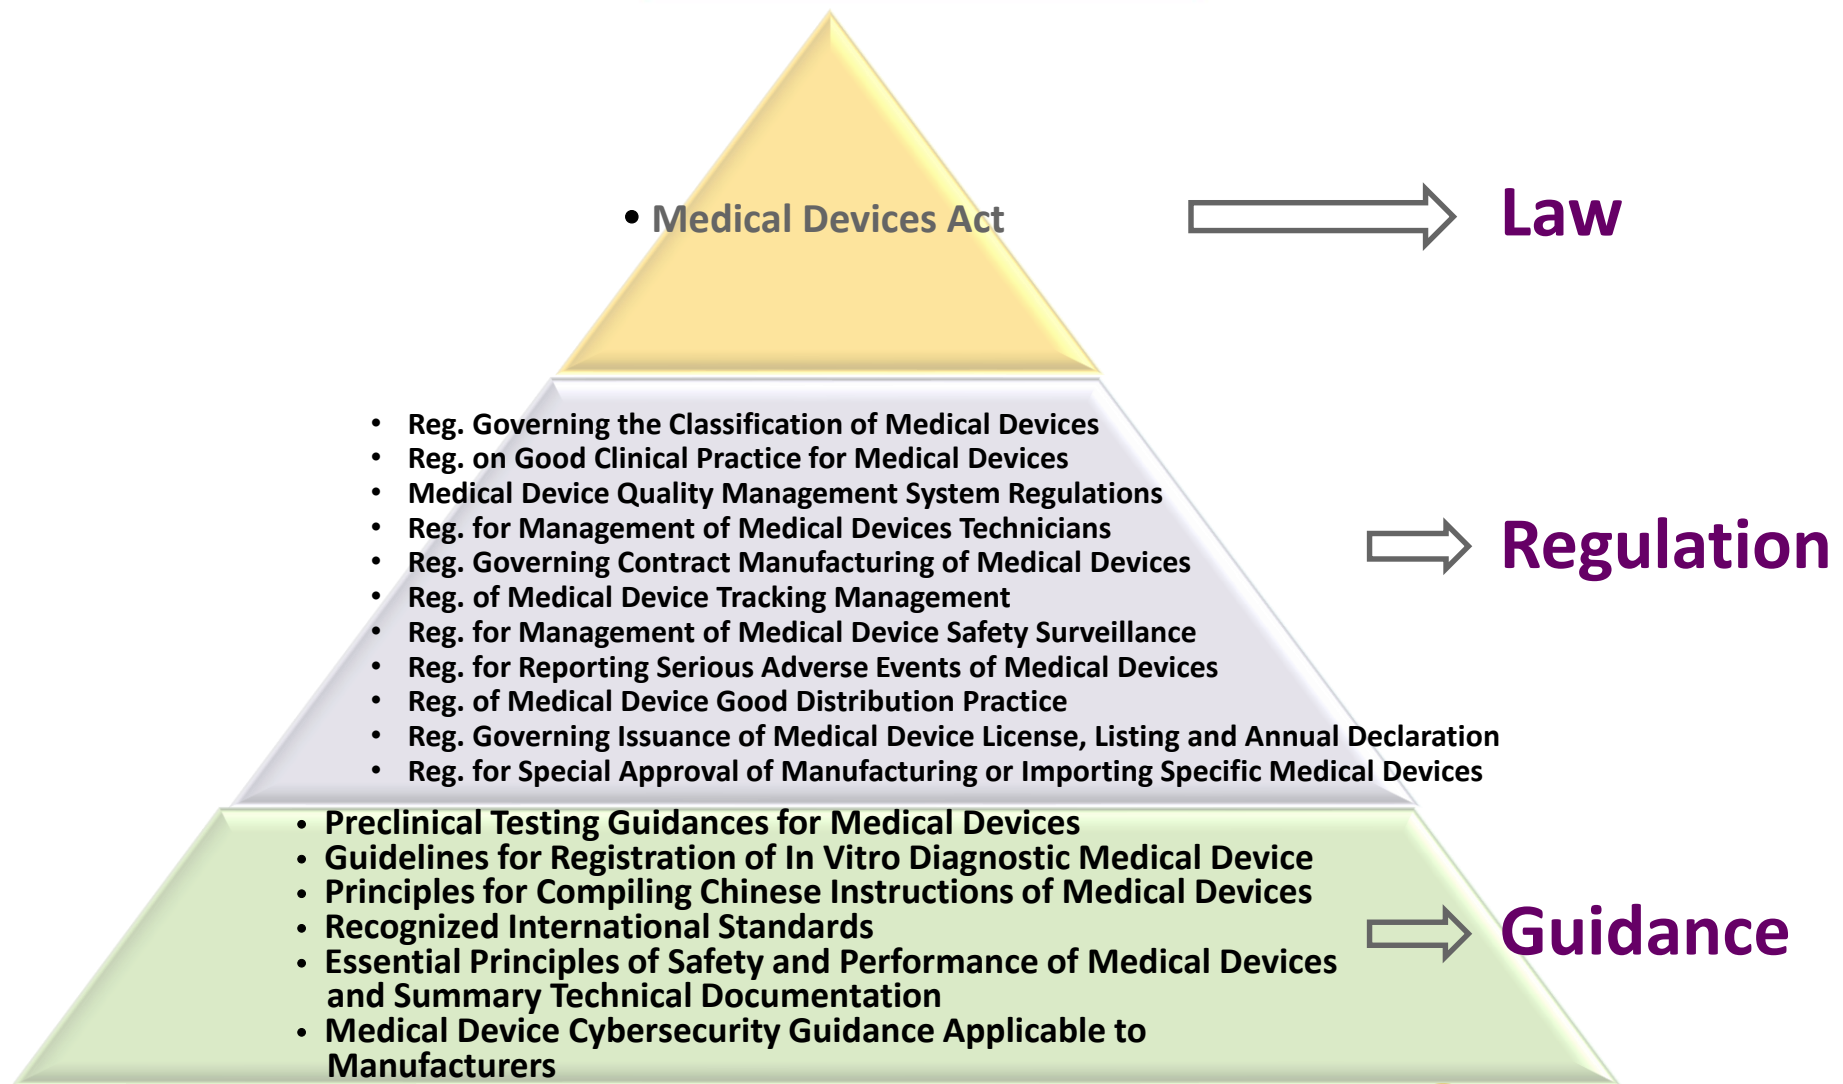 • Medical Devices Act
Law
• Reg. Governing the Classification of Medical Devices
• Reg. on Good Clinical Practice for Medical Devices
• Medical Device Quality Management System Regulations
• Reg. for Management of Medical Devices Technicians
• Reg. Governing Contract Manufacturing of Medical Devices
• Reg. of Medical Device Tracking Management
• Reg. for Management of Medical Device Safety Surveillance
• Reg. for Reporting Serious Adverse Events of Medical Devices
• Reg. of Medical Device Good Distribution Practice
• Reg. Governing Issuance of Medical Device License, Listing and Annual Declaration
• Reg. for Special Approval of Manufacturing or Importing Specific Medical Devices
Regulation
• Preclinical Testing Guidances for Medical Devices
• Guidelines for Registration of In Vitro Diagnostic Medical Device
• Principles for Compiling Chinese Instructions of Medical Devices
• Recognized International Standards
• Essential Principles of Safety and Performance of Medical Devices
and Summary Technical Documentation
• Medical Device Cybersecurity Guidance Applicable to
Manufacturers
Guidance